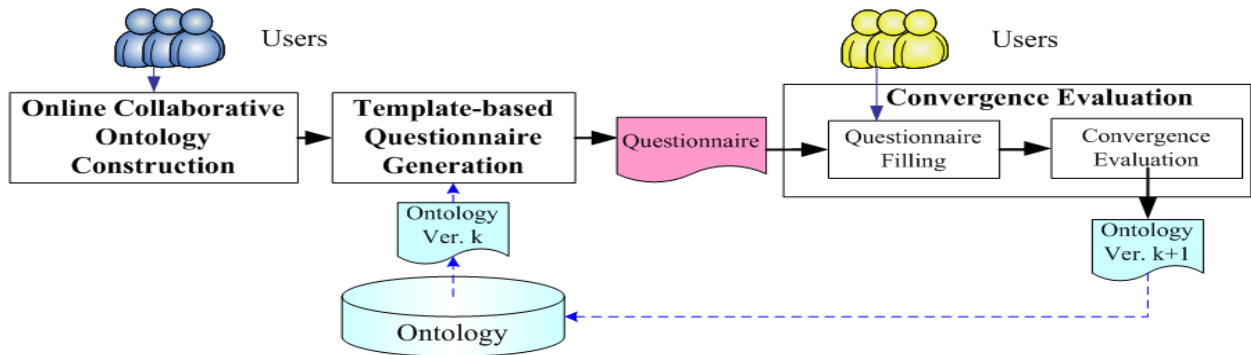 Users
Users
Online Collaborative
Ontology
Construction
Template-based
Questionnaire
Generation
Questionnaire
Convergence Evaluation
Questionnaire
Filling
Convergence
Evaluation
Ontology
Ver. k
Ontology
Ver. k+1
Ontology